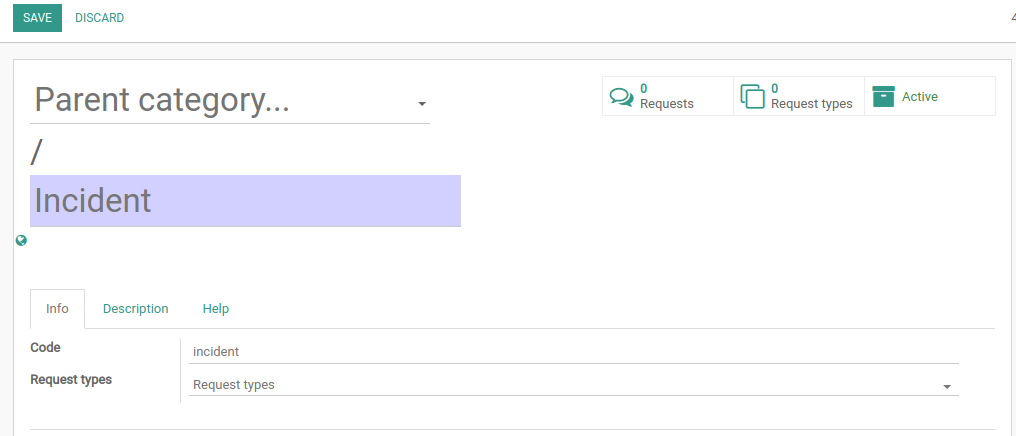 SAVE DISCARD 4
Parent category...
0
Requests
0
Request types
Active
/
Incident
Info Description Help
Code incident
Request types Request types